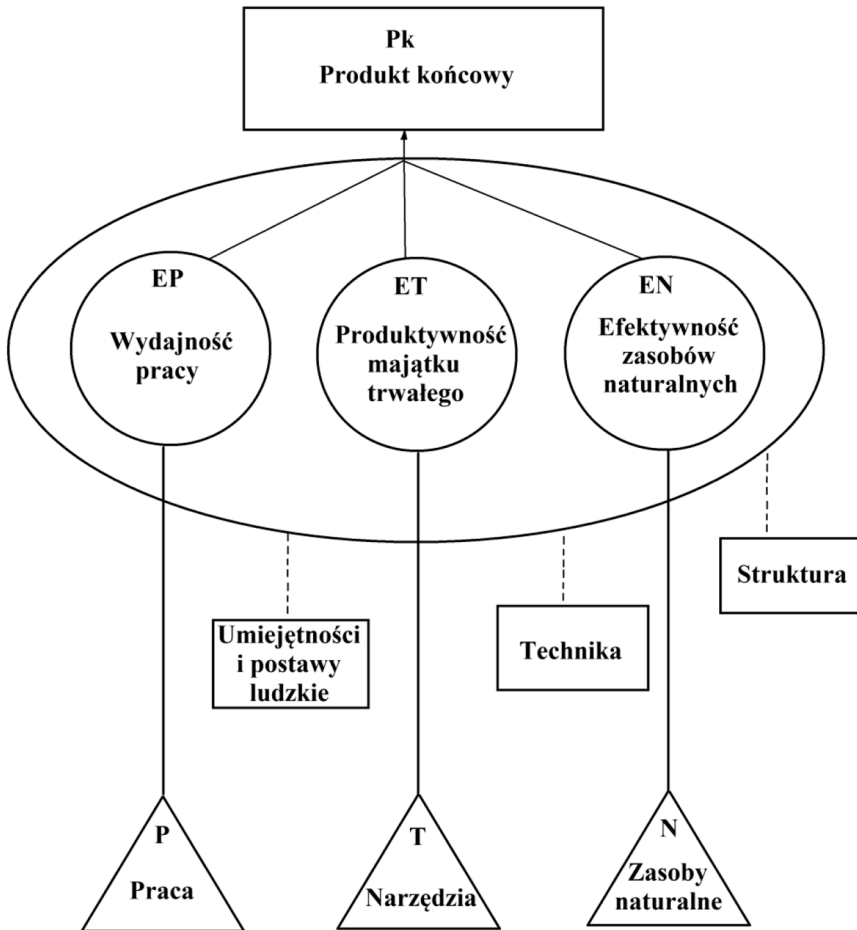 Pk
Produkt końcowy
EP
Wydajność
pracy
ET
Produktywność
majątku
trwałego
EN
Efektywność
zasobów
naturalnych
Umiejętności
i postawy
ludzkie
Technika
Struktura
P
Praca
T
Narzędzia
N
Zasoby
naturalne